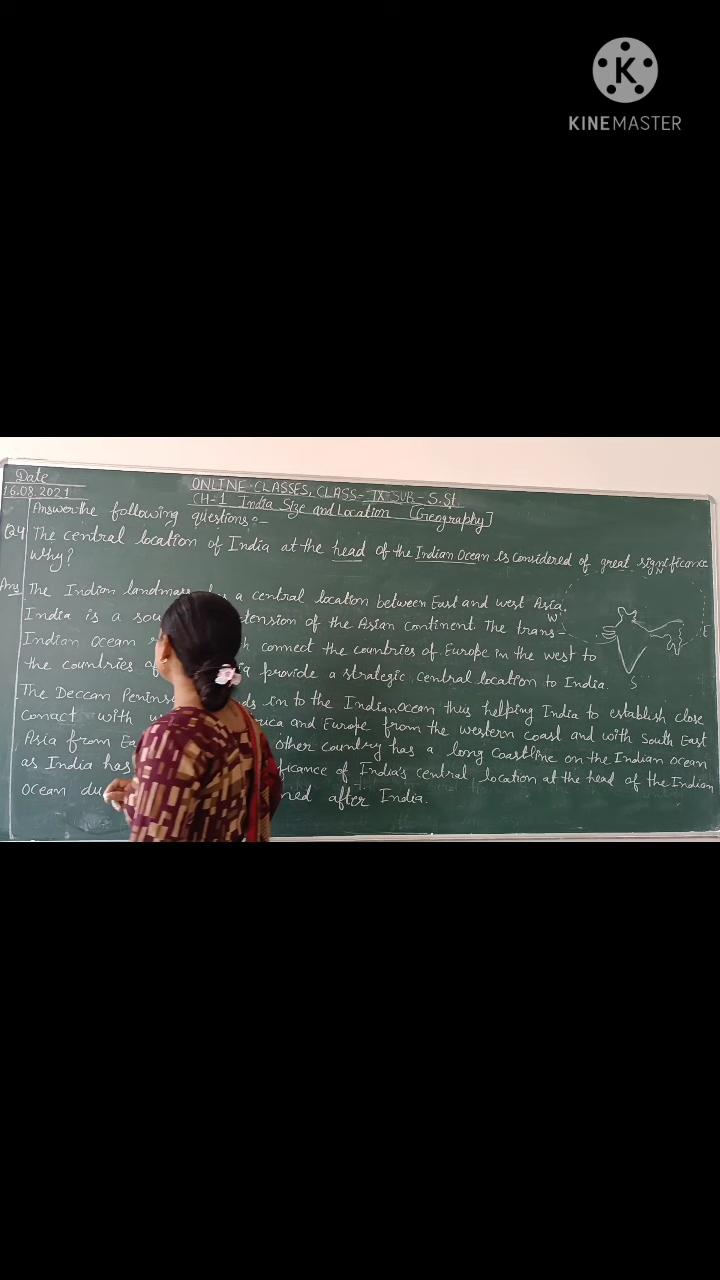 KINEMASTER
Date
16.08.2021
ONLINE CLASSES, CLASS- IX SUB - S.St.
CH-1 India Size and Location (Geography]
Answer the following questions:-
Q4 The central location of India at the head of the Indian Ocean is considered of great significance
Why?
Ans The Indian landmass a central location between East and west Asia.
India is a tension of the Asian continent. The trans-
Indian Ocean connect the countries of Europe in the west to
the countries of provide a strategic central location to India.
The Deccan in to the Indian ocean thus helping India to establish close
contact with and Europe from the western coast and with South East
Asia from other country has a long coastline on the Indian ocean
as India has of India's central location at the head of the Indian
Ocean after India.
W
E
S